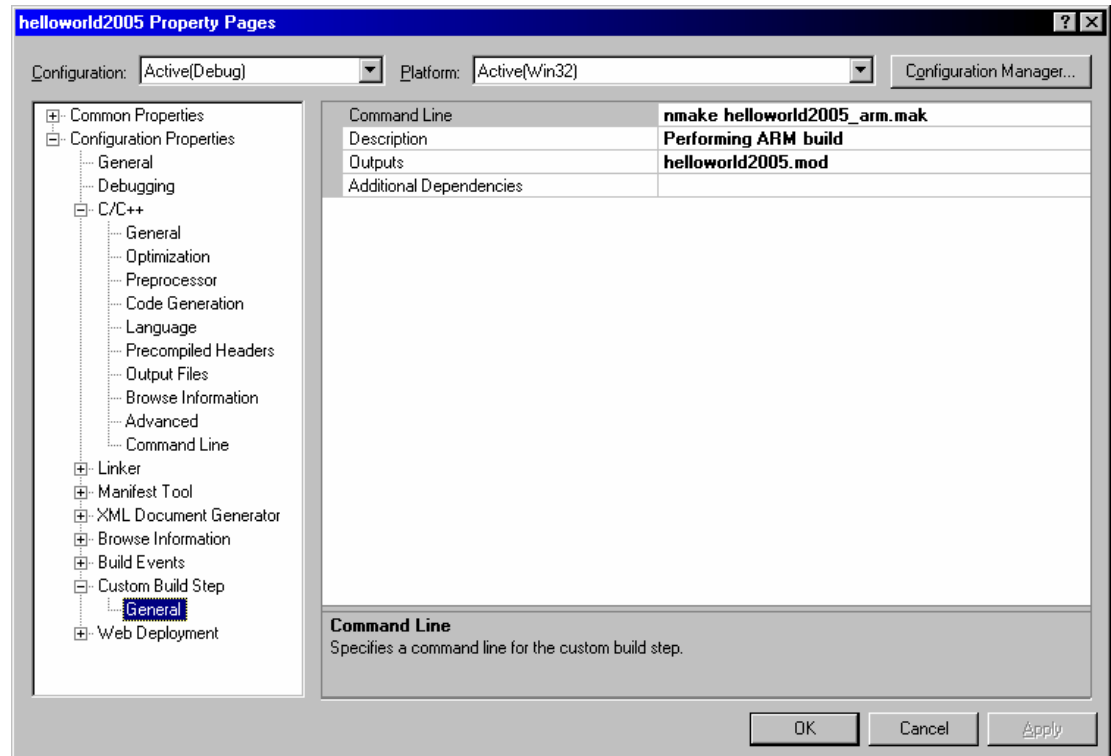 helloworld2005 Property Pages
Configuration: Active(Debug) Platform: Active(Win32) Configuration Manager...
Common Properties
Configuration Properties
General
Debugging
C/C++
General
Optimization
Preprocessor
Code Generation
Language
Precompiled Headers
Output Files
Browse Information
Advanced
Command Line
Linker
Manifest Tool
XML Document Generator
Browse Information
Build Events
Custom Build Step
General
Web Deployment
Command Line nmake helloworld2005_arm.mak
Description Performing ARM build
Outputs helloworld2005.mod
Additional Dependencies
Command Line
Specifies a command line for the custom build step.
OK Cancel Apply